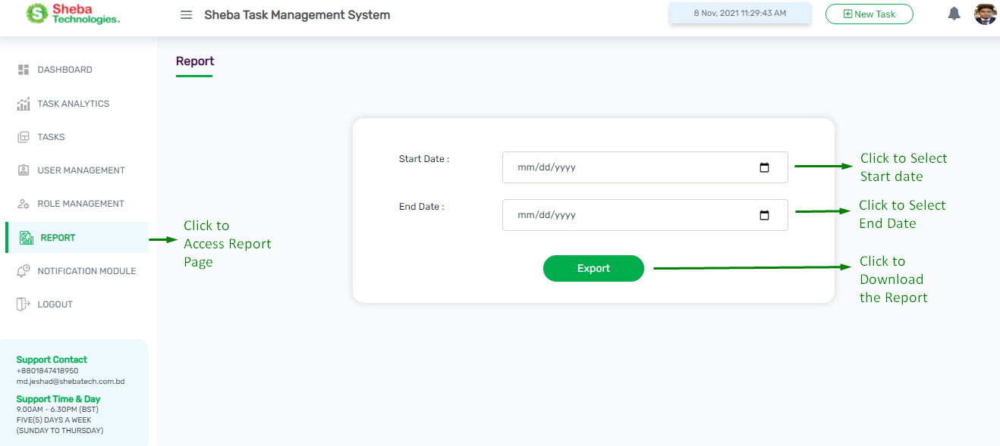 Sheba
Technologies™
Sheba Task Management System
8 Nov, 2021 11:29:43 AM
New Task
DASHBOARD
TASK ANALYTICS
TASKS
USER MANAGEMENT
ROLE MANAGEMENT
REPORT
NOTIFICATION MODULE
LOGOUT
Support Contact
+8801847418950
md.jeshad@shebatech.com.bd
Support Time & Day
9.00AM - 6.30PM (BST)
FIVE(5) DAYS A WEEK
(SUNDAY TO THURSDAY)
Click to
Access Report
Page
Report
Start Date :
mm/dd/yyyy
Click to Select
Start date
End Date :
mm/dd/yyyy
Click to Select
End Date
Export
Click to
Download
the Report